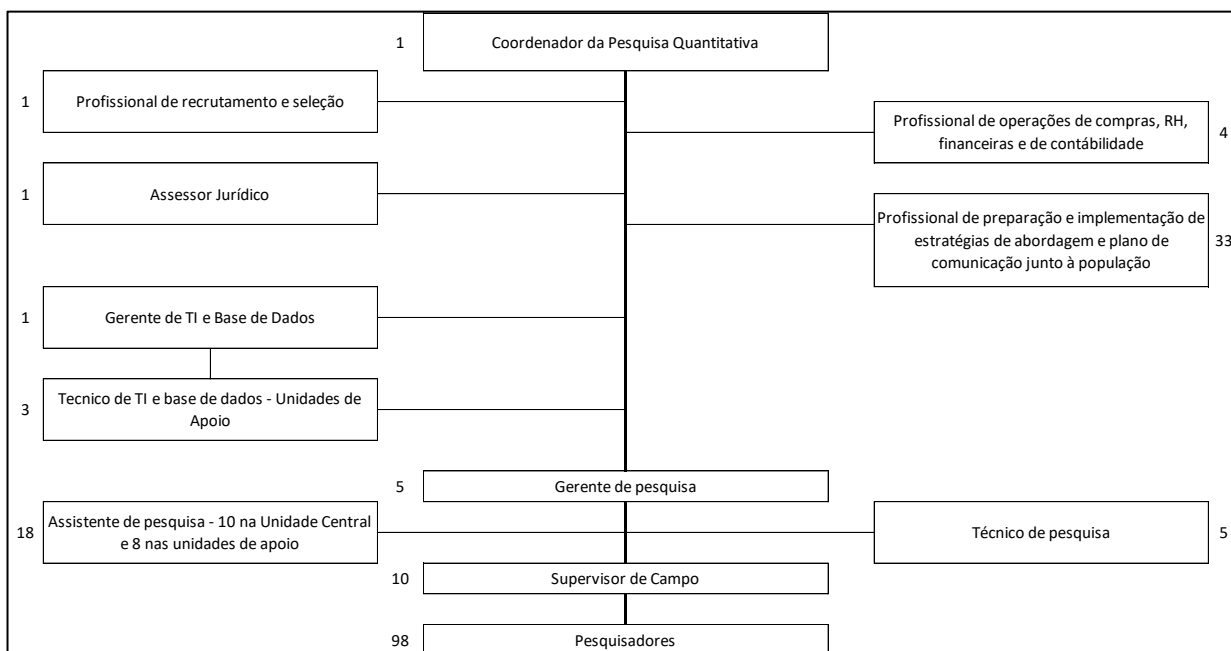 1
Coordenador da Pesquisa Quantitativa
1
Profissional de recrutamento e seleção
Profissional de operações de compras, RH,
financeiras e de contábilidade
4
1
Assessor Jurídico
Profissional de preparação e implementação de
estratégias de abordagem e plano de
comunicação junto à população
33
1
Gerente de TI e Base de Dados
3
Tecnico de TI e base de dados - Unidades de
Apoio
5
Gerente de pesquisa
18
Assistente de pesquisa - 10 na Unidade Central
e 8 nas unidades de apoio
Técnico de pesquisa
5
10
Supervisor de Campo
98
Pesquisadores